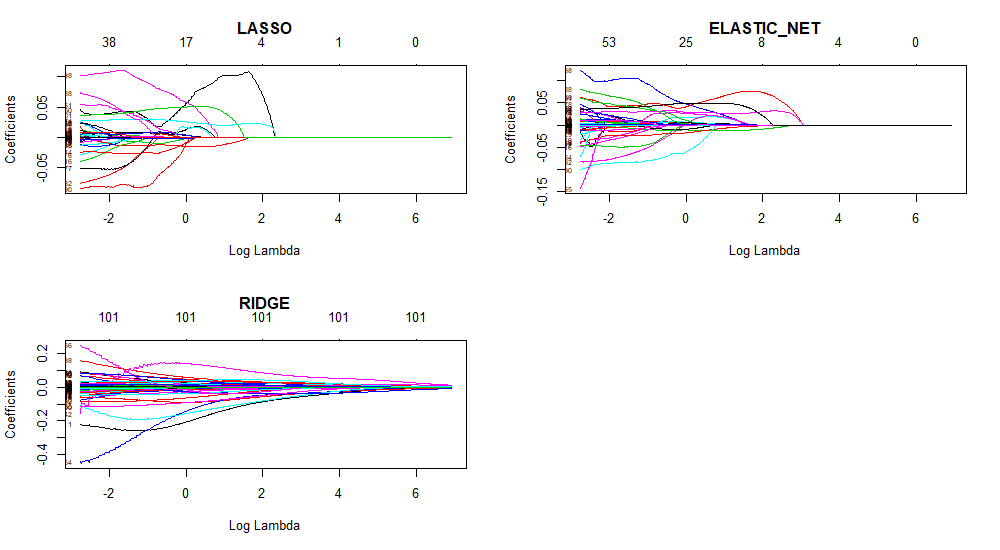 LASSO
38 17 4 1 0
Coefficients
0.05
-0.05
-2 0 2 4 6
Log Lambda
ELASTIC_NET
53 25 8 4 0
Coefficients
0.05
-0.05
-0.15
-2 0 2 4 6
Log Lambda
RIDGE
101 101 101 101 101
Coefficients
0.2
0.0
-0.2
-0.4
-2 0 2 4 6
Log Lambda